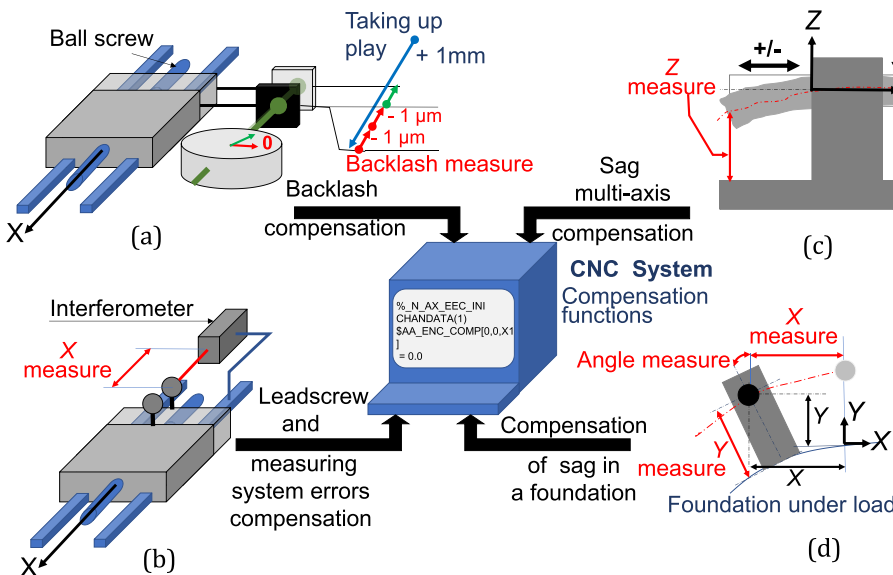 Ball screw
Taking up
play
+ 1mm
- 1 µm
- 1 µm
0
Backlash measure
X
(a)
Backlash
compensation
Z
+/-
Z
measure
Sag
multi-axis
compensation
(c)
CNC System
Compensation
functions
%_N_AX_EEC_INI
CHANDATA(1)
$AA_ENC_COMP[0,0,X1
]
= 0.0
Interferometer
X
measure
X
(b)
Leadscrew
and
measuring
system errors
compensation
Compensation
of sag in
a foundation
X
measure
Angle measure
Y
Y
X
Y
measure
X
Foundation under load
(d)